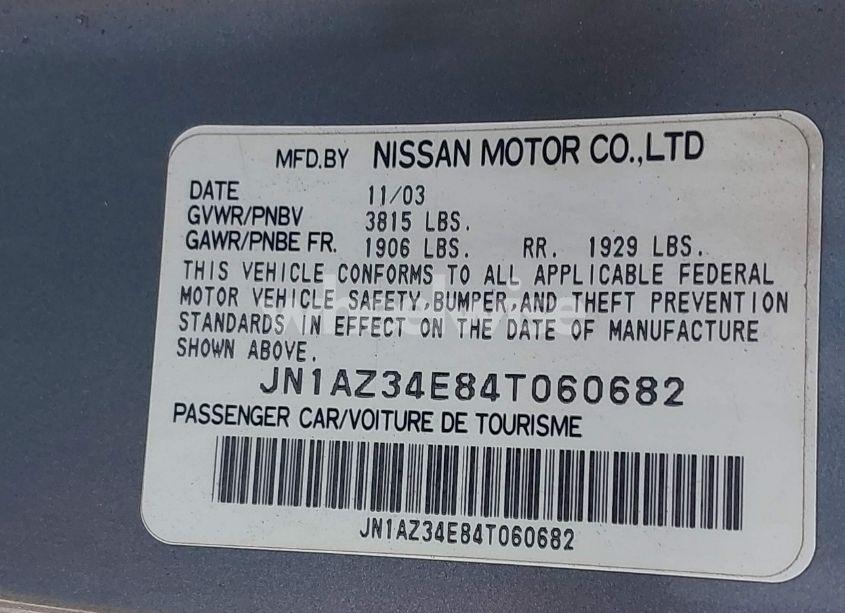 MFD.BY NISSAN MOTOR CO.,LTD
DATE 11/03
GVWR/PNBV 3815 LBS.
GAWR/PNBE FR. 1906 LBS. RR. 1929 LBS.
THIS VEHICLE CONFORMS TO ALL APPLICABLE FEDERAL
MOTOR VEHICLE SAFETY,BUMPER AND THEFT PREVENTION
STANDARDS IN EFFECT ON THE DATE OF MANUFACTURE
SHOWN ABOVE.
JN1AZ34E84T060682
PASSENGER CAR/VOITURE DE TOURISME
JN1AZ34E84T060682